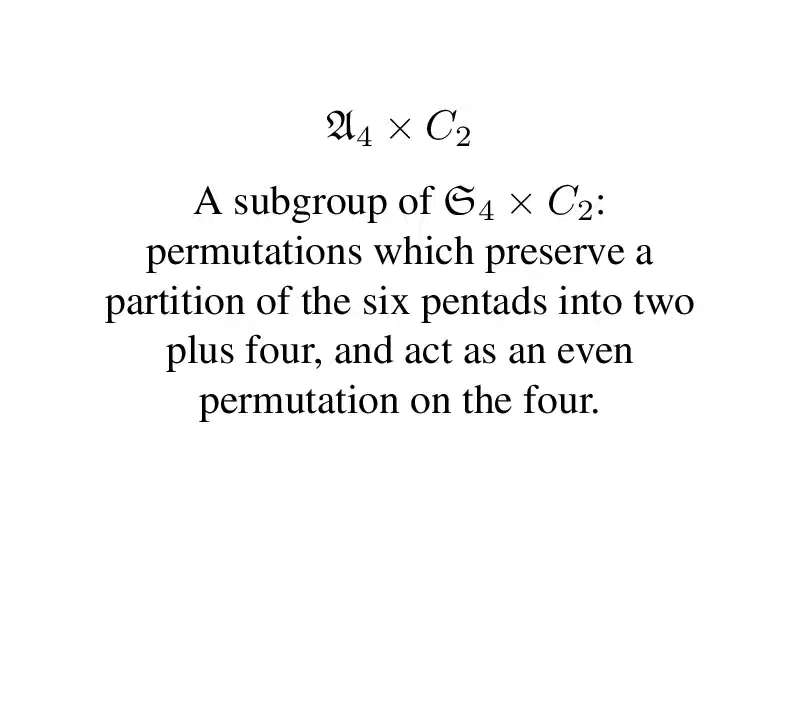 𝔄₄ × C₂
A subgroup of 𝔖₄ × C₂:
permutations which preserve a
partition of the six pentads into two
plus four, and act as an even
permutation on the four.